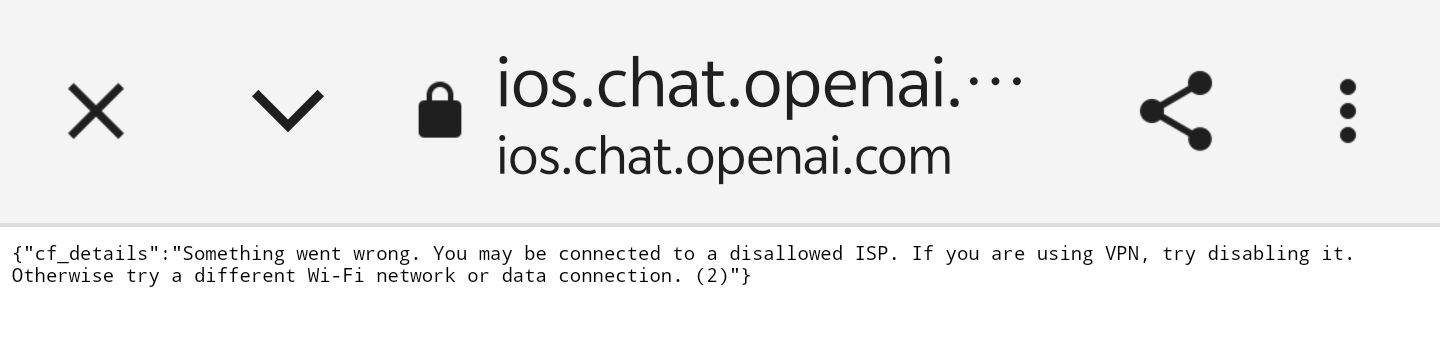 ios.chat.openai.…
ios.chat.openai.com
{"cf_details":"Something went wrong. You may be connected to a disallowed ISP. If you are using VPN, try disabling it.
Otherwise try a different Wi-Fi network or data connection. (2)"}